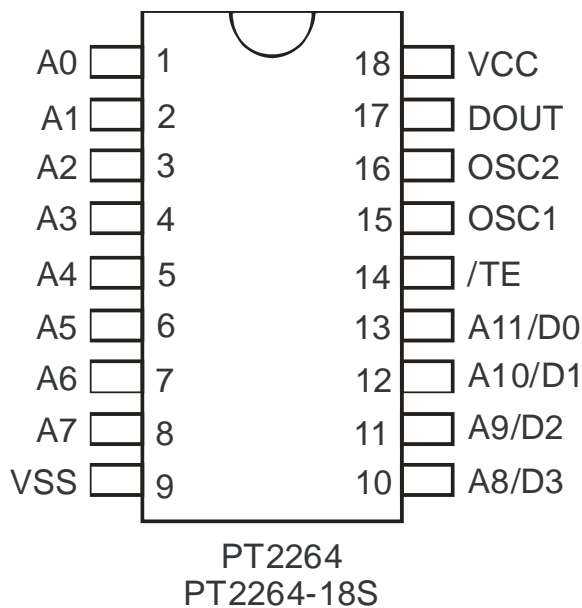 A0 1 18 VCC
A1 2 17 DOUT
A2 3 16 OSC2
A3 4 15 OSC1
A4 5 14 /TE
A5 6 13 A11/D0
A6 7 12 A10/D1
A7 8 11 A9/D2
VSS 9 10 A8/D3
PT2264
PT2264-18S